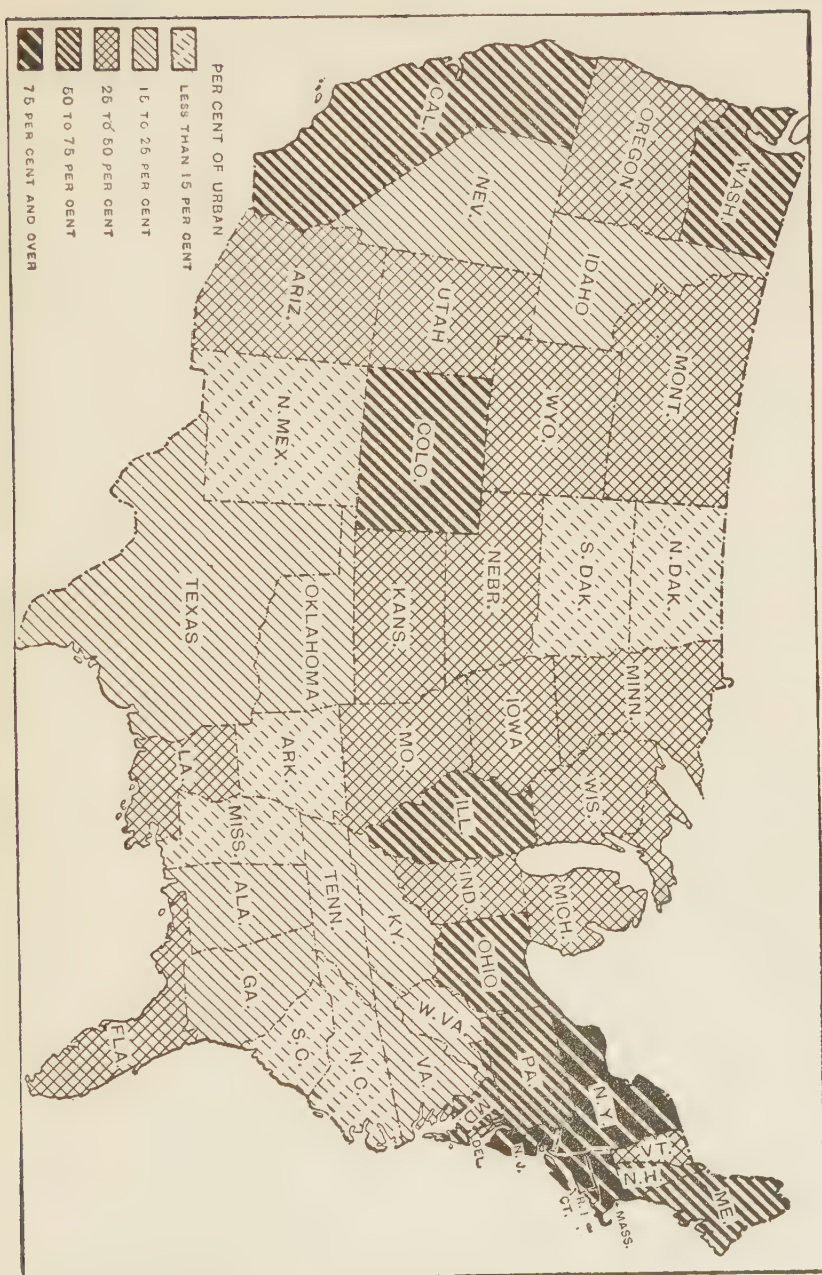 WASH.
OREGON
CAL.
NEV.
IDAHO
MONT.
WYO.
UTAH
ARIZ.
COLO.
N. MEX.
N. DAK.
S. DAK.
NEBR.
KANS.
OKLAHOMA
TEXAS
MINN.
IOWA
MO.
ARK.
LA.
WIS.
ILL.
MICH.
IND.
OHIO
KY.
TENN.
MISS.
ALA.
GA.
FLA.
S.C.
N.C.
VA.
W. VA.
PA.
N.Y.
VT.
N.H.
ME.
MASS.
R.I.
CT.
N.J.
DEL
MD.
PER CENT OF URBAN
LESS THAN 15 PER CENT
15 TO 25 PER CENT
25 TO 50 PER CENT
50 TO 75 PER CENT
75 PER CENT AND OVER